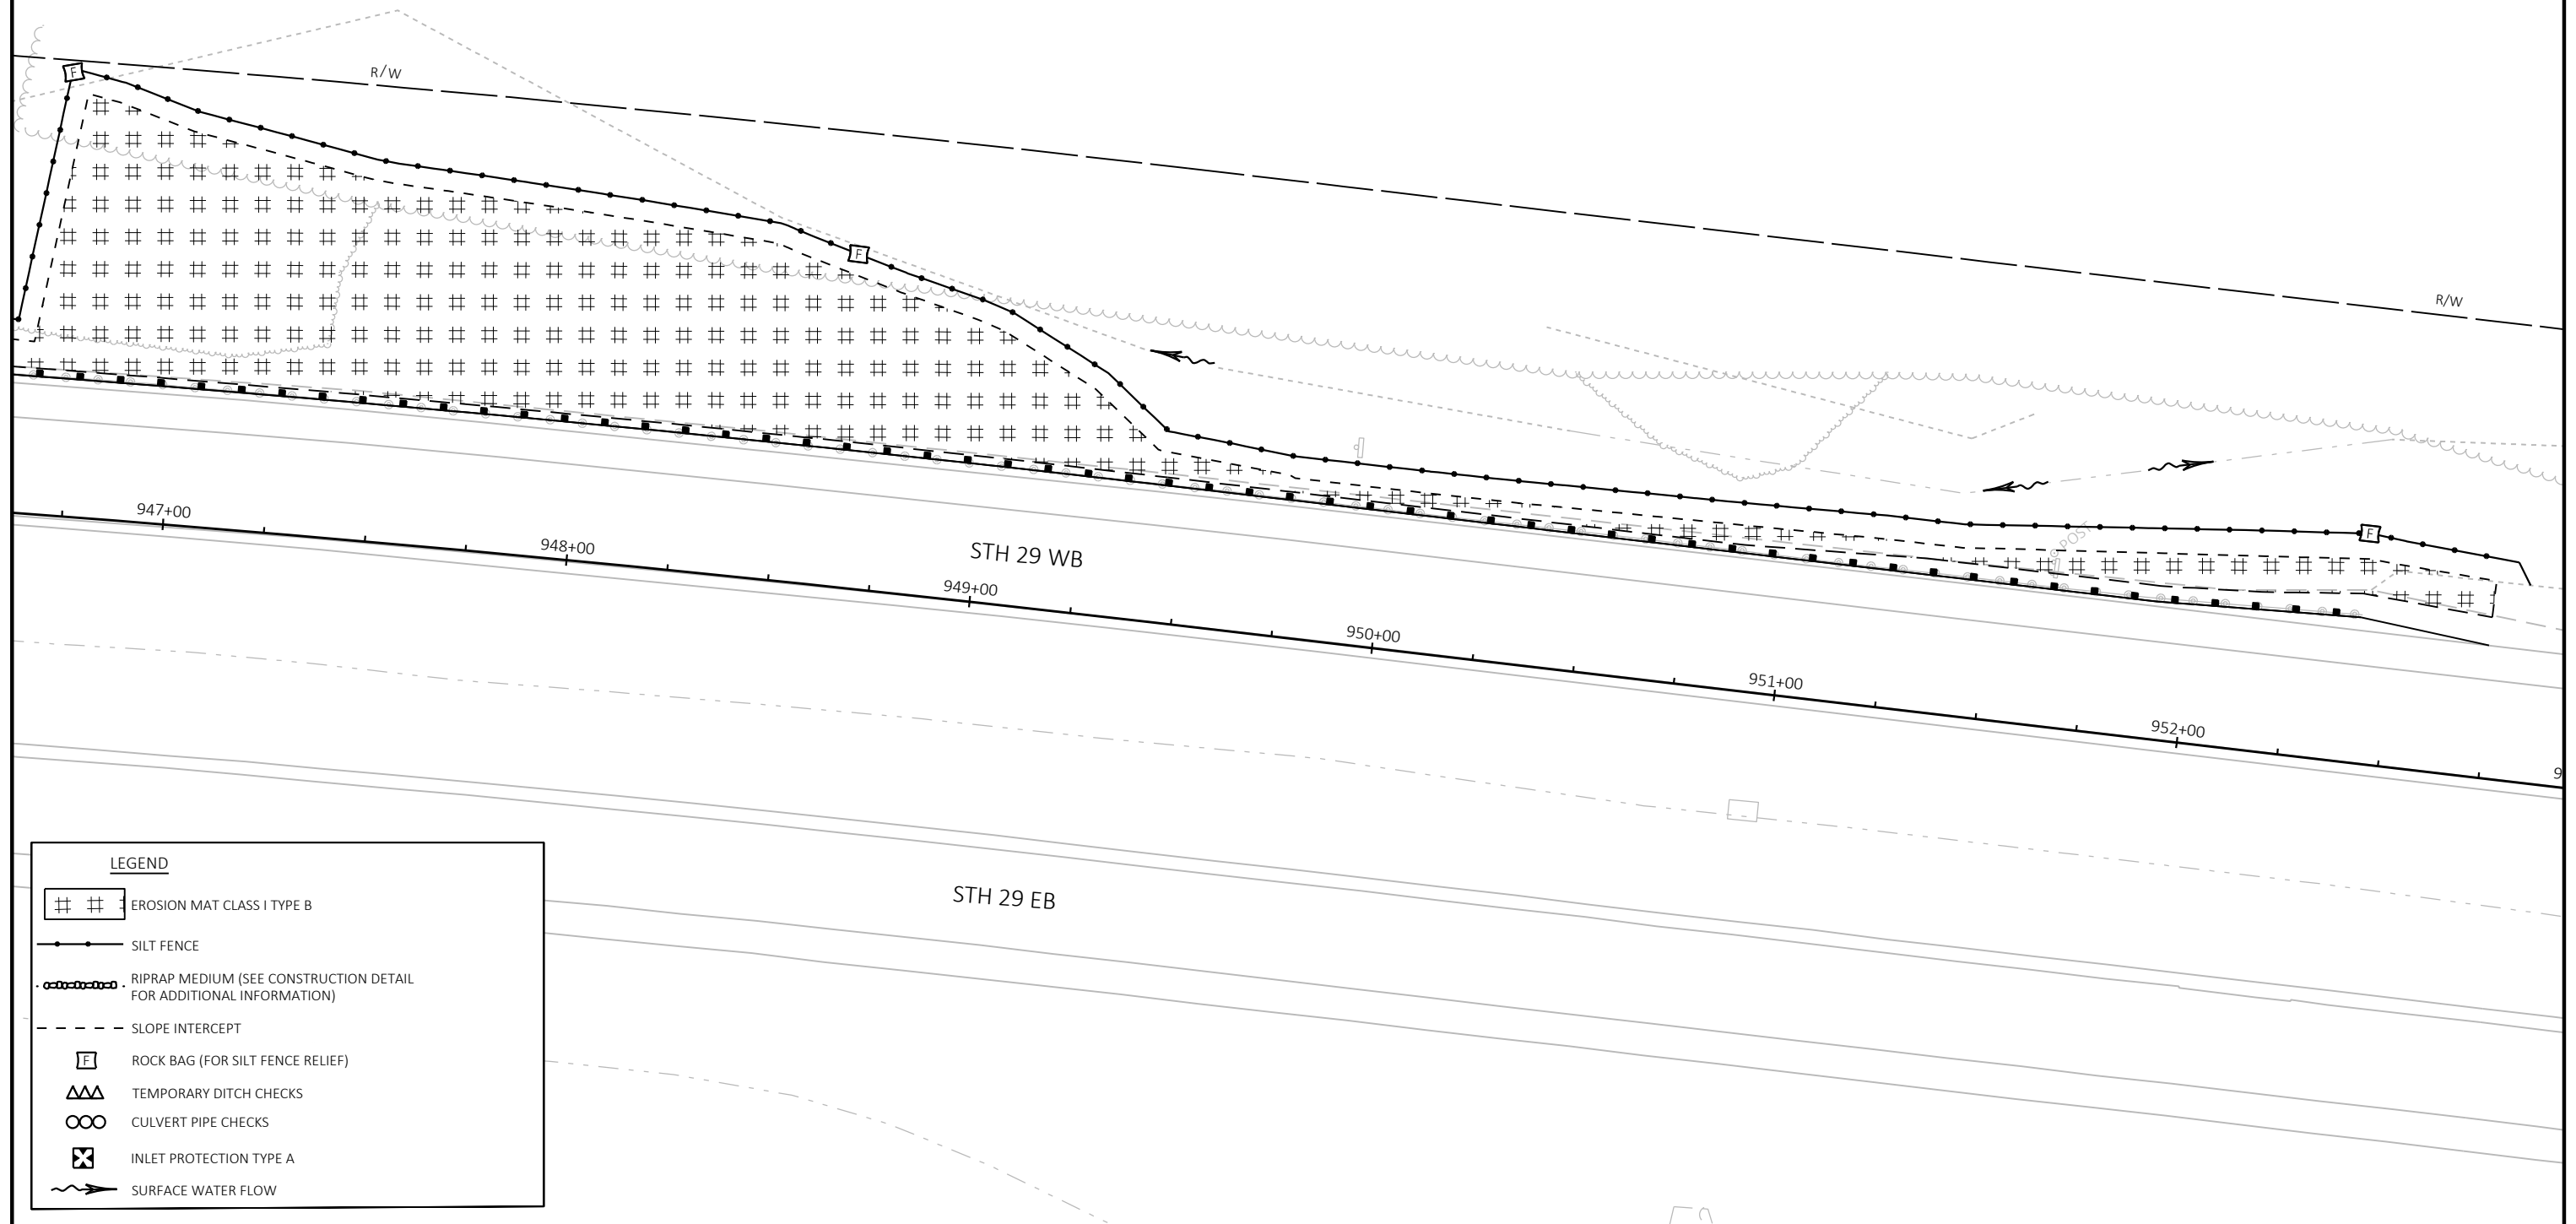 R/W
R/W
F
F
F
S POST
947+00
948+00
949+00
950+00
951+00
952+00
9
STH 29 WB
STH 29 EB
LEGEND
EROSION MAT CLASS I TYPE B
SILT FENCE
RIPRAP MEDIUM (SEE CONSTRUCTION DETAIL
FOR ADDITIONAL INFORMATION)
SLOPE INTERCEPT
F ROCK BAG (FOR SILT FENCE RELIEF)
TEMPORARY DITCH CHECKS
CULVERT PIPE CHECKS
INLET PROTECTION TYPE A
SURFACE WATER FLOW